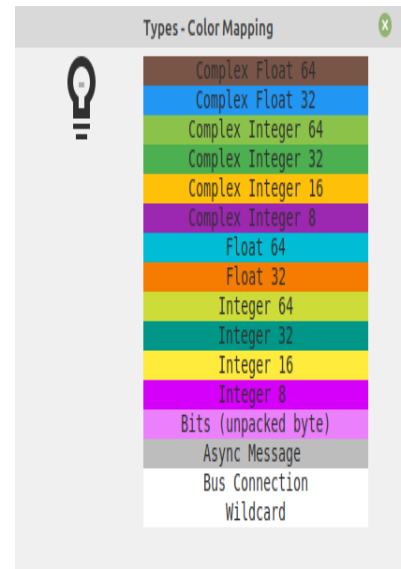 Types - Color Mapping
Complex Float 64
Complex Float 32
Complex Integer 64
Complex Integer 32
Complex Integer 16
Complex Integer 8
Float 64
Float 32
Integer 64
Integer 32
Integer 16
Integer 8
Bits (unpacked byte)
Async Message
Bus Connection
Wildcard